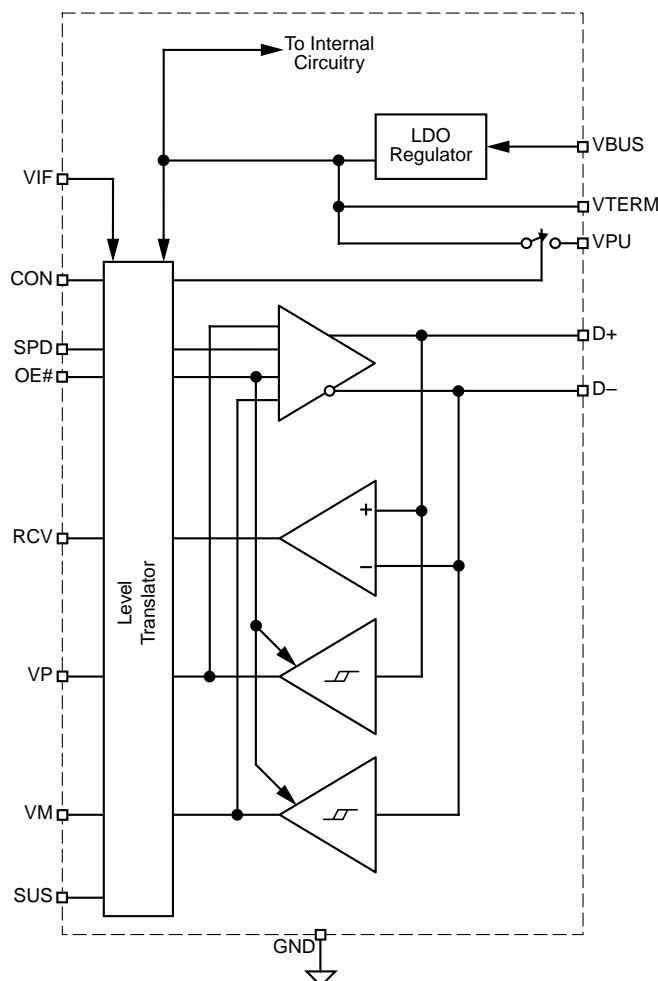 To Internal
Circuitry
LDO
Regulator
VBUS
VIF
VTERM
VPU
CON
SPD
D+
OE#
D–
+
RCV
–
Level
Translator
VP
VM
SUS
GND